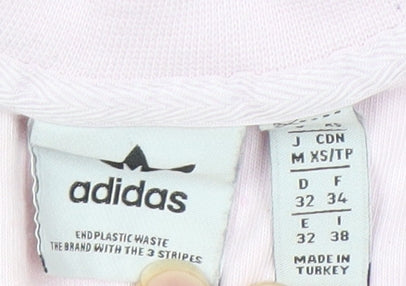 adidas
END PLASTIC WASTE
THE BRAND WITH THE 3 STRIPES
J CDN
M XS/TP
D F
32 34
E I
32 38
MADE IN
TURKEY